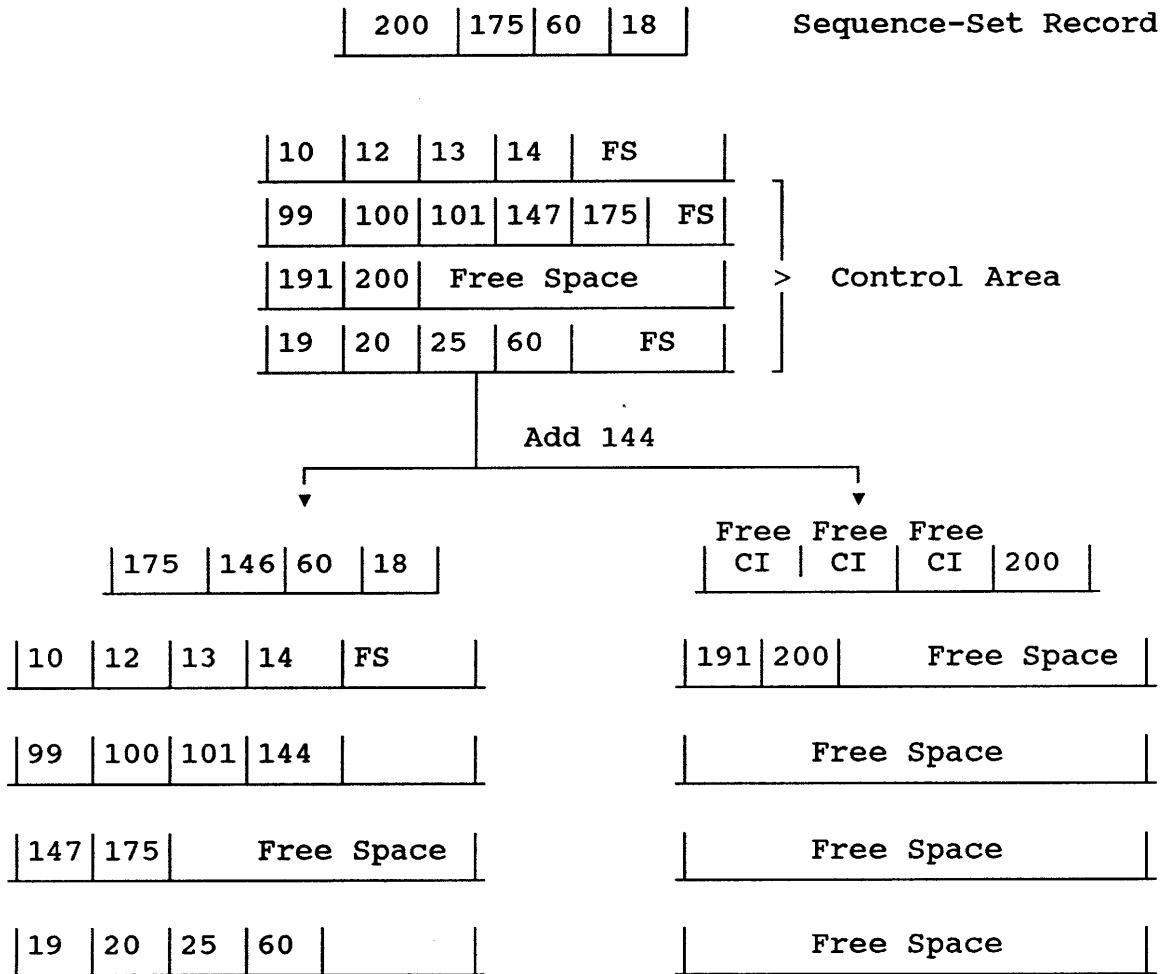 200 175 60 18 Sequence-Set Record
10 12 13 14 FS
99 100 101 147 175 FS
191 200 Free Space > Control Area
19 20 25 60 FS
Add 144
Free Free Free
175 146 60 18 CI CI CI 200
10 12 13 14 FS 191 200 Free Space
99 100 101 144 Free Space
147 175 Free Space Free Space
19 20 25 60 Free Space